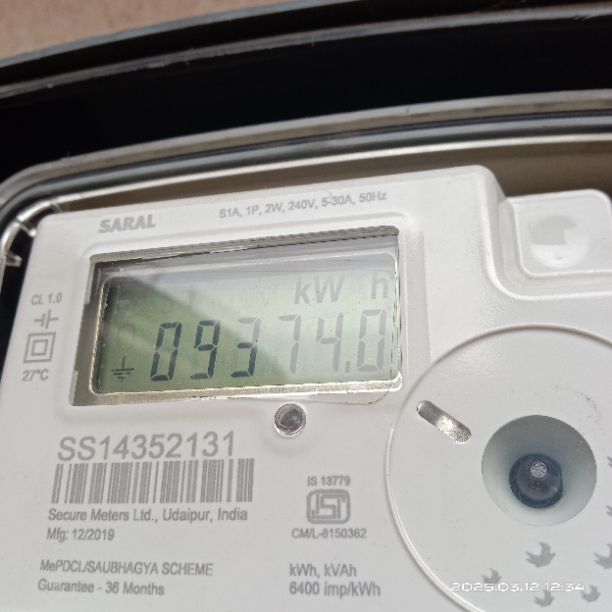 SARAL
S1A, 1P, 2W, 240V, 5-30A, 50Hz
kW h
09374.0
CL 1.0
27°C
SS14352131
Secure Meters Ltd., Udaipur, India
Mfg: 12/2019
IS 13779
CM/L-8150362
MePDCL/SAUBHAGYA SCHEME
Guarantee - 36 Months
kWh, kVAh
6400 imp/kWh
2025.03.12 12:34